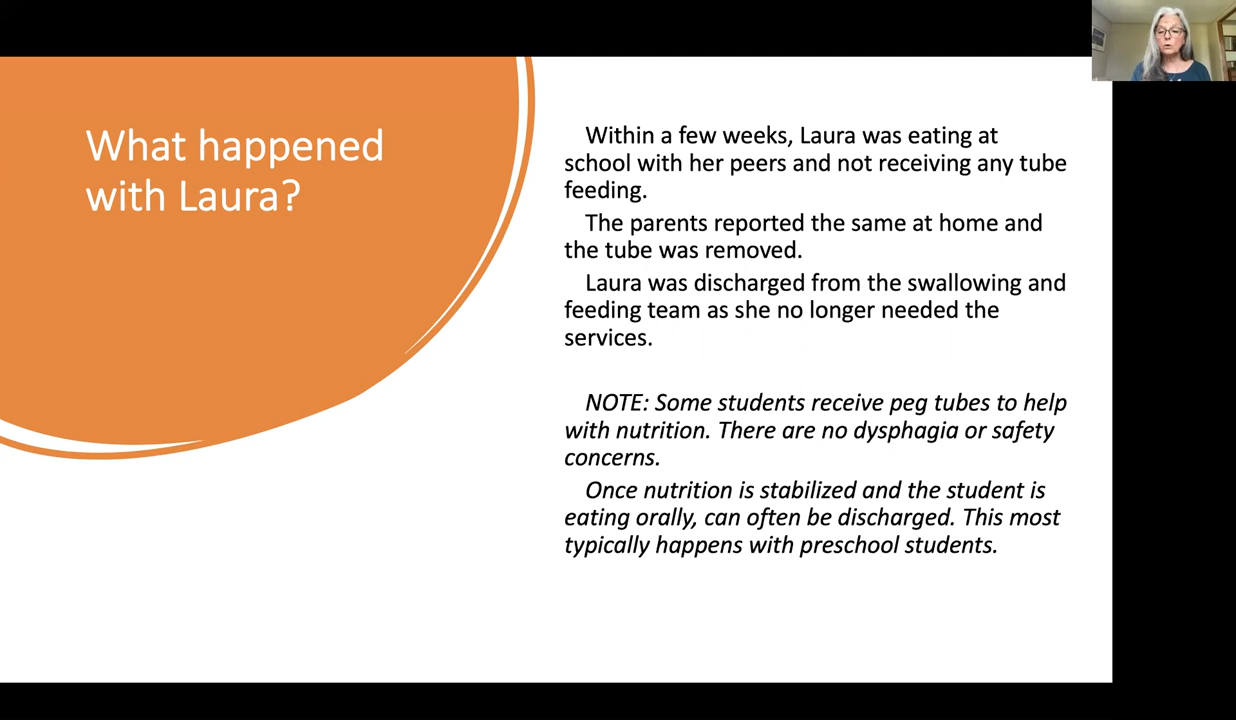 What happened
with Laura?
Within a few weeks, Laura was eating at
school with her peers and not receiving any tube
feeding.
The parents reported the same at home and
the tube was removed.
Laura was discharged from the swallowing and
feeding team as she no longer needed the
services.
NOTE: Some students receive peg tubes to help
with nutrition. There are no dysphagia or safety
concerns.
Once nutrition is stabilized and the student is
eating orally, can often be discharged. This most
typically happens with preschool students.